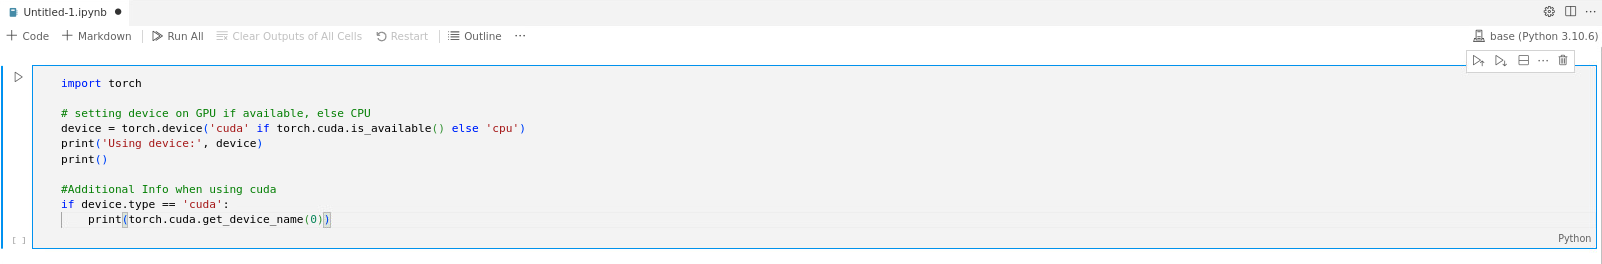 Untitled-1.ipynb
Code Markdown Run All Clear Outputs of All Cells Restart Outline ... base (Python 3.10.6)
import torch
# setting device on GPU if available, else CPU
device = torch.device('cuda' if torch.cuda.is_available() else 'cpu')
print('Using device:', device)
print()
#Additional Info when using cuda
if device.type == 'cuda':
    print(torch.cuda.get_device_name(0))
[ ]
Python